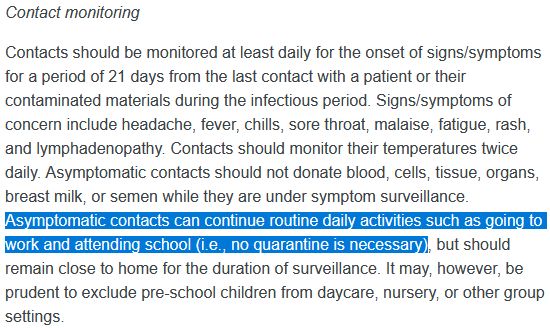 Contact monitoring
Contacts should be monitored at least daily for the onset of signs/symptoms
for a period of 21 days from the last contact with a patient or their
contaminated materials during the infectious period. Signs/symptoms of
concern include headache, fever, chills, sore throat, malaise, fatigue, rash,
and lymphadenopathy. Contacts should monitor their temperatures twice
daily. Asymptomatic contacts should not donate blood, cells, tissue, organs,
breast milk, or semen while they are under symptom surveillance.
Asymptomatic contacts can continue routine daily activities such as going to
work and attending school (i.e., no quarantine is necessary), but should
remain close to home for the duration of surveillance. It may, however, be
prudent to exclude pre-school children from daycare, nursery, or other group
settings.